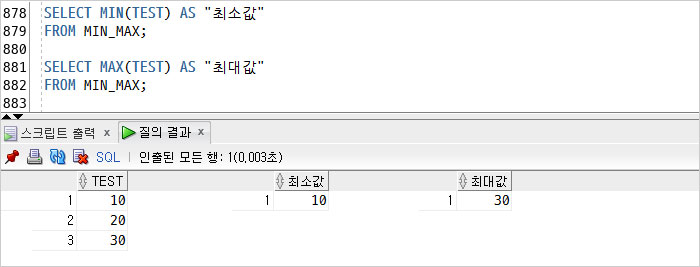 878 SELECT MIN(TEST) AS "최소값"
879 FROM MIN_MAX;
880
881 SELECT MAX(TEST) AS "최대값"
882 FROM MIN_MAX;
883
스크립트 출력 × 질의 결과 ×
SQL | 인출된 모든 행: 1(0,003초)
TEST 최소값 최대값
1 10 1 10 1 30
2 20
3 30